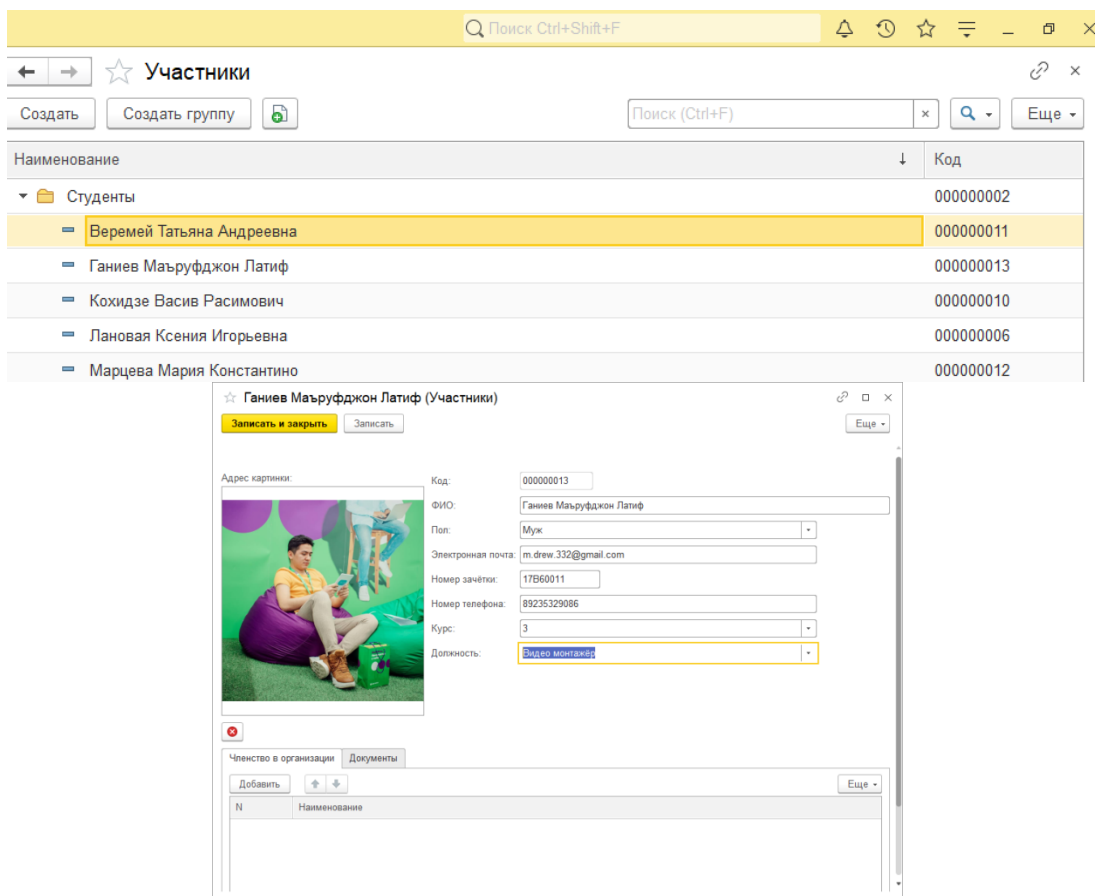 Поиск Ctrl+Shift+F
Участники
Создать Создать группу Поиск (Ctrl+F) × Еще
Наименование ↓ Код
Студенты 000000002
Веремей Татьяна Андреевна 000000011
Ганиев Маъруфджон Латиф 000000013
Кохидзе Васив Расимович 000000010
Лановая Ксения Игорьевна 000000006
Марцева Мария Константино 000000012
Ганиев Маъруфджон Латиф (Участники)
Записать и закрыть Записать Еще
Адрес картинки:
Код: 000000013
ФИО: Ганиев Маъруфджон Латиф
Пол: Муж
Электронная почта: m.drew.332@gmail.com
Номер зачётки: 17В60011
Номер телефона: 89235329086
Курс: 3
Должность: Видео монтажёр
Членство в организации Документы
Добавить Еще
N Наименование